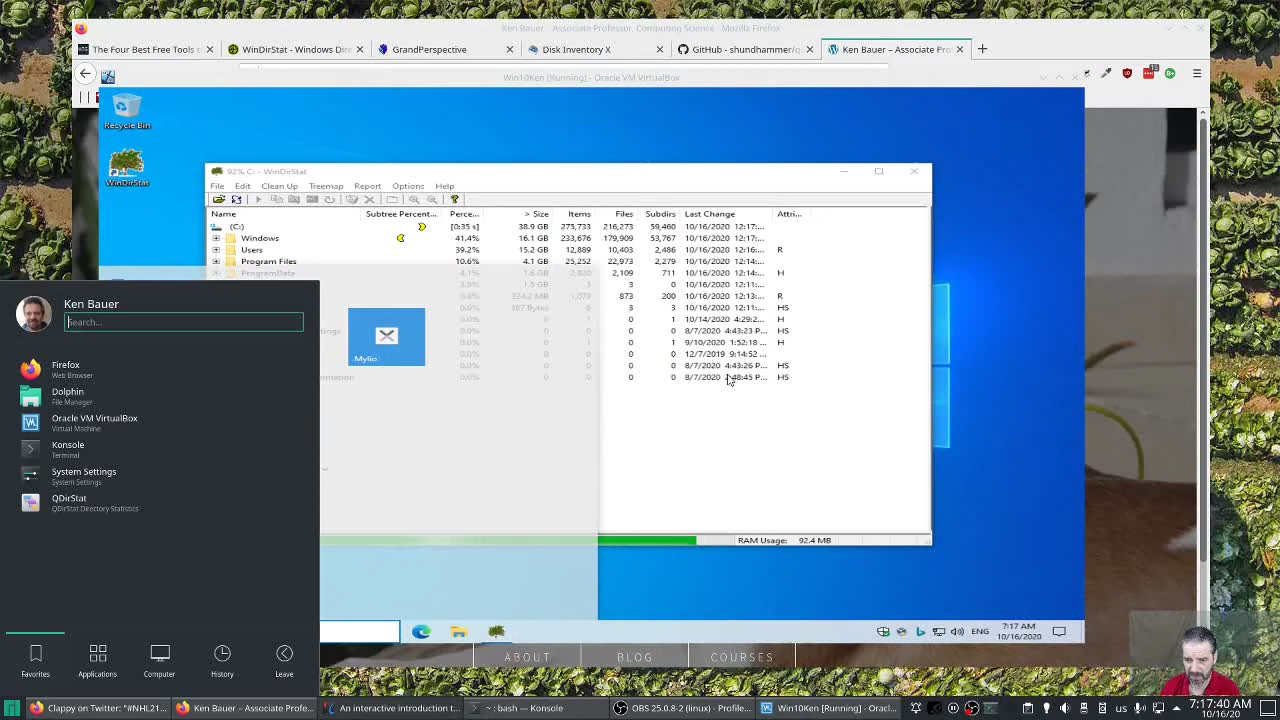 Ken Bauer – Associate Professor, Computing Science – Mozilla Firefox
The Four Best Free Tools t
WinDirStat - Windows Dire
GrandPerspective
Disk Inventory X
GitHub - shundhammer/
Ken Bauer – Associate Pro
Win10Ken [Running] - Oracle VM VirtualBox
15
Recycle Bin
WinDirStat
92% C: - WinDirStat
File Edit Clean Up Treemap Report Options Help
Name Subtree Percent... Perce... > Size Items Files Subdirs Last Change Attri...
(C:) [0:35 s] 38.9 GB 275,733 216,273 59,460 10/16/2020 12:17:...
Windows 41.4% 16.1 GB 233,676 179,909 53,767 10/16/2020 12:17:...
Users 39.2% 15.2 GB 12,889 10,403 2,486 10/16/2020 12:16:... R
Program Files 10.6% 4.1 GB 25,252 22,973 2,279 10/16/2020 12:14:...
ProgramData 4.1% 1.6 GB 2,820 2,109 711 10/16/2020 12:14:... H
3.9% 1.5 GB 3 3 0 10/16/2020 12:11:...
0.8% 324.2 MB 1,073 873 200 10/16/2020 12:13:... R
0.0% 387 Bytes 6 3 3 10/16/2020 12:11:... HS
0.0% 0 1 0 1 10/14/2020 4:29:2... H
0.0% 0 0 0 0 8/7/2020 4:43:23 P... HS
0.0% 0 1 0 1 9/10/2020 1:52:18 ... H
0.0% 0 0 0 0 12/7/2019 9:14:52 ...
0.0% 0 0 0 0 8/7/2020 4:43:26 P... HS
0.0% 0 0 0 0 8/7/2020 HS
Mylio
RAM Usage: 92.4 MB
Ken Bauer
Search...
Firefox
Web Browser
Dolphin
File Manager
Oracle VM VirtualBox
Virtual Machine
Konsole
Terminal
System Settings
System Settings
QDirStat
QDirStat Directory Statistics
Favorites
Applications
Computer
History
Leave
ENG
7:17 AM
10/16/2020
ABOUT
BLOG
COURSES
Clappy on Twitter: "#NHL21...
Ken Bauer – Associate Profe...
An interactive introduction t...
~ : bash — Konsole
OBS 25.0.8-2 (linux) - Profile...
Win10Ken [Running] - Oracl...
us
7:17:40 AM
10/16/20